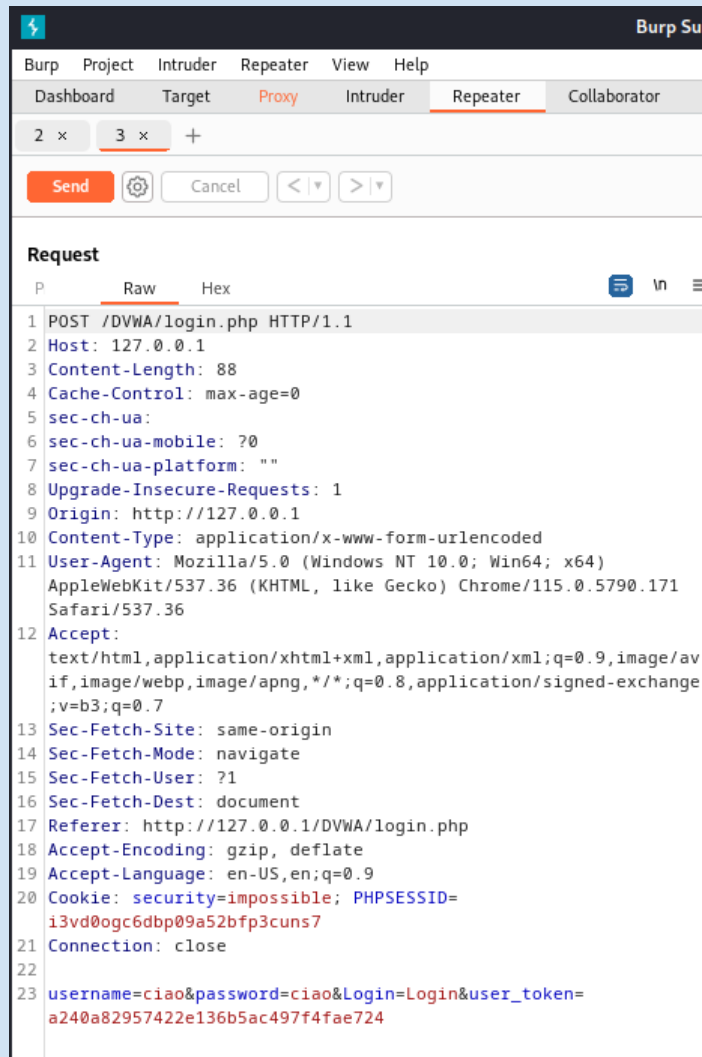 Burp Su
Burp Project Intruder Repeater View Help
Dashboard Target Proxy Intruder Repeater Collaborator
2 × 3 × +
Send Cancel < >
Request
P Raw Hex \n
1 POST /DVWA/login.php HTTP/1.1
2 Host: 127.0.0.1
3 Content-Length: 88
4 Cache-Control: max-age=0
5 sec-ch-ua:
6 sec-ch-ua-mobile: ?0
7 sec-ch-ua-platform: ""
8 Upgrade-Insecure-Requests: 1
9 Origin: http://127.0.0.1
10 Content-Type: application/x-www-form-urlencoded
11 User-Agent: Mozilla/5.0 (Windows NT 10.0; Win64; x64)
AppleWebKit/537.36 (KHTML, like Gecko) Chrome/115.0.5790.171
Safari/537.36
12 Accept:
text/html,application/xhtml+xml,application/xml;q=0.9,image/av
if,image/webp,image/apng,*/*;q=0.8,application/signed-exchange
;v=b3;q=0.7
13 Sec-Fetch-Site: same-origin
14 Sec-Fetch-Mode: navigate
15 Sec-Fetch-User: ?1
16 Sec-Fetch-Dest: document
17 Referer: http://127.0.0.1/DVWA/login.php
18 Accept-Encoding: gzip, deflate
19 Accept-Language: en-US,en;q=0.9
20 Cookie: security=impossible; PHPSESSID=
i3vd0ogc6dbp09a52bfp3cuns7
21 Connection: close
22
23 username=ciao&password=ciao&Login=Login&user_token=
a240a82957422e136b5ac497f4fae724